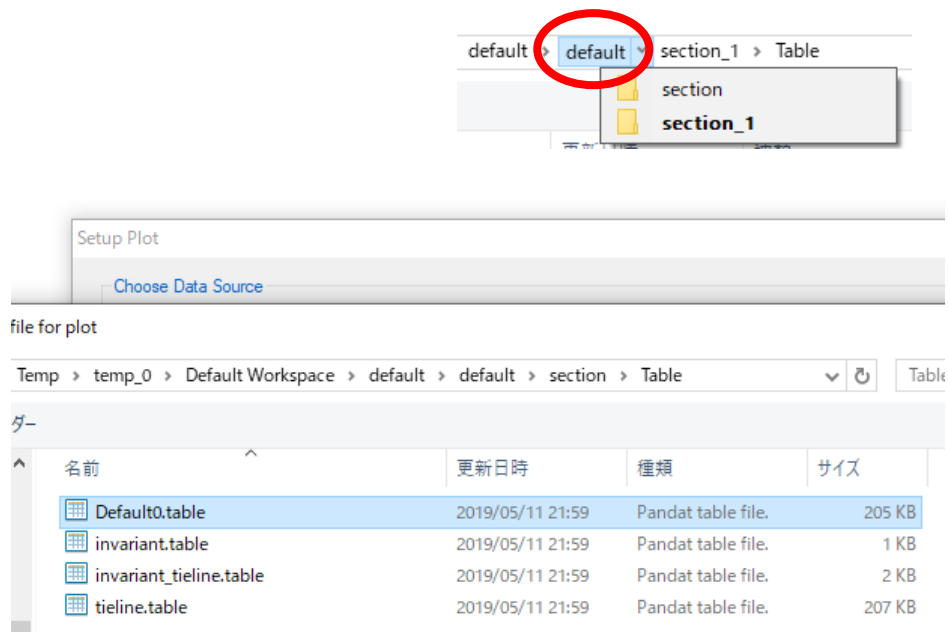 default > default section_1 > Table
section
section_1
Setup Plot
Choose Data Source
file for plot
Temp > temp_0 > Default Workspace > default > default > section > Table
Table
ダー
名前 更新日時 種類 サイズ
Default0.table 2019/05/11 21:59 Pandat table file. 205 KB
invariant.table 2019/05/11 21:59 Pandat table file. 1 KB
invariant_tieline.table 2019/05/11 21:59 Pandat table file. 2 KB
tieline.table 2019/05/11 21:59 Pandat table file. 207 KB